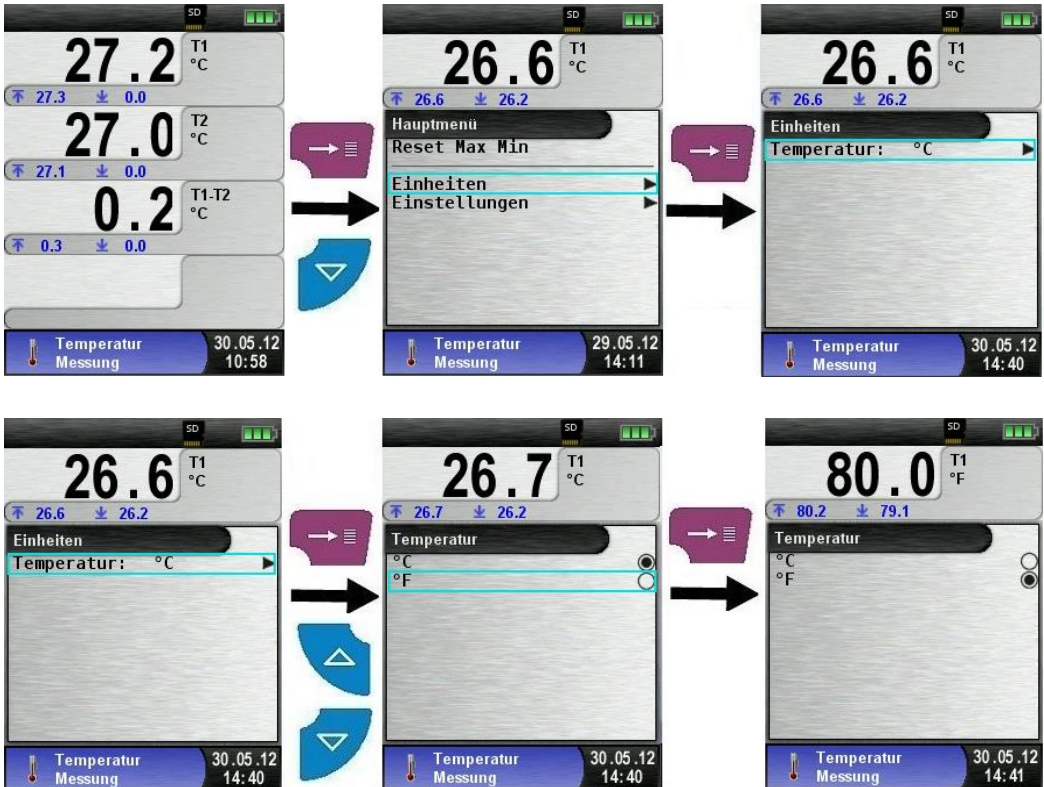 SD
27.2 T1 °C
27.3 0.0
27.0 T2 °C
27.1 0.0
0.2 T1-T2 °C
0.3 0.0
Temperatur Messung
30.05.12
10:58
SD
26.6 T1 °C
26.6 26.2
Hauptmenü
Reset Max Min
Einheiten
Einstellungen
Temperatur Messung
29.05.12
14:11
SD
26.6 T1 °C
26.6 26.2
Einheiten
Temperatur: °C
Temperatur Messung
30.05.12
14:40
SD
26.6 T1 °C
26.6 26.2
Einheiten
Temperatur: °C
Temperatur Messung
30.05.12
14:40
SD
26.7 T1 °C
26.7 26.2
Temperatur
°C
°F
Temperatur Messung
30.05.12
14:40
SD
80.0 T1 °F
80.2 79.1
Temperatur
°C
°F
Temperatur Messung
30.05.12
14:41